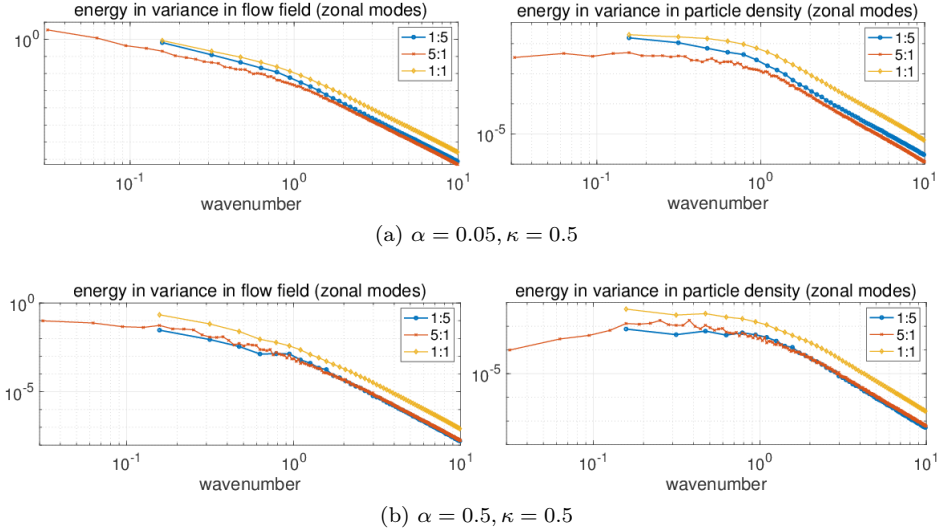 energy in variance in flow field (zonal modes)
10^0
1:5
5:1
1:1
10^-1
10^0
10^1
wavenumber
energy in variance in particle density (zonal modes)
10^-5
1:5
5:1
1:1
10^-1
10^0
10^1
wavenumber
(a) α = 0.05, κ = 0.5
energy in variance in flow field (zonal modes)
10^0
10^-5
1:5
5:1
1:1
10^-1
10^0
10^1
wavenumber
energy in variance in particle density (zonal modes)
10^-5
1:5
5:1
1:1
10^-1
10^0
10^1
wavenumber
(b) α = 0.5, κ = 0.5